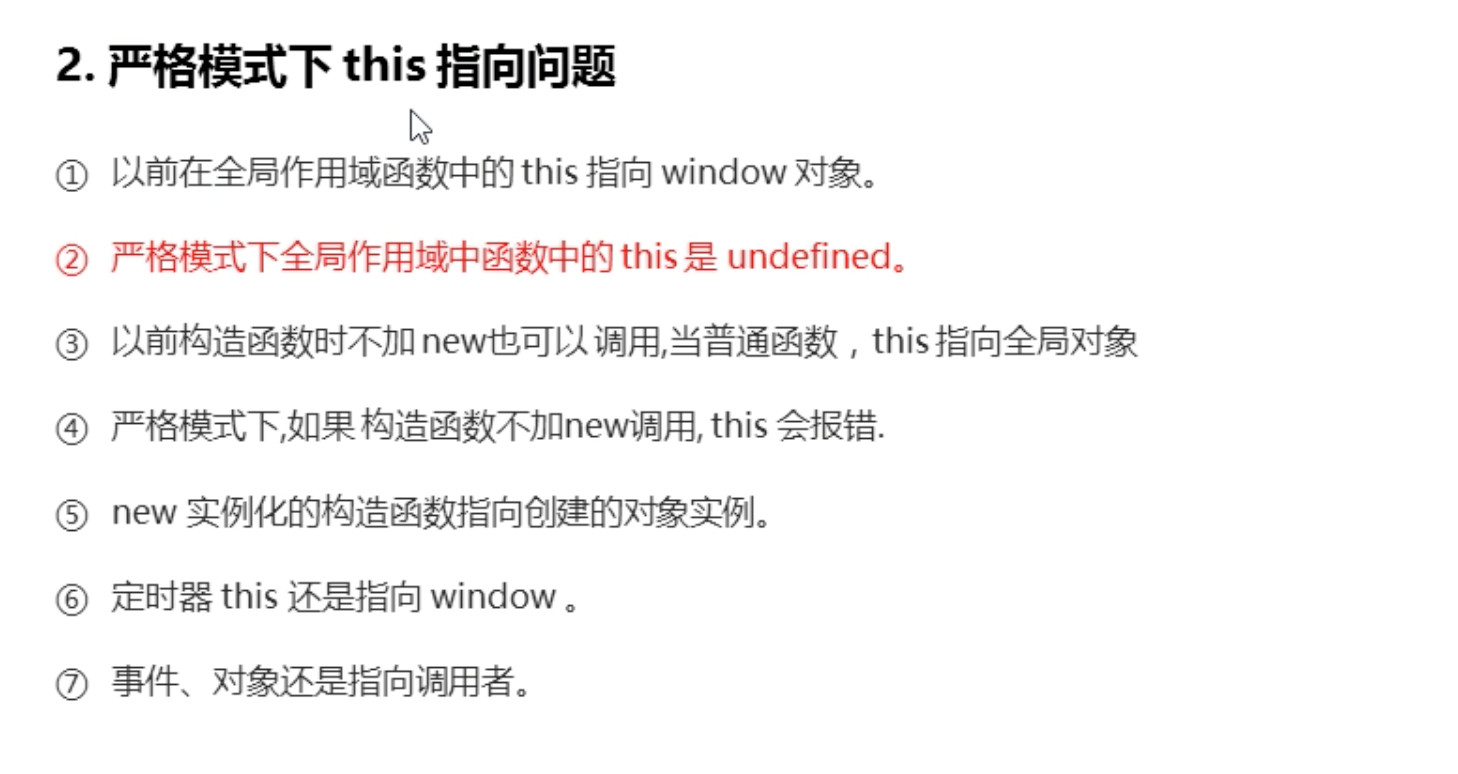 2. 严格模式下 this 指向问题
① 以前在全局作用域函数中的 this 指向 window 对象。
② 严格模式下全局作用域中函数中的 this 是 undefined。
③ 以前构造函数时不加 new也可以 调用,当普通函数，this 指向全局对象
④ 严格模式下,如果 构造函数不加new调用, this 会报错.
⑤ new 实例化的构造函数指向创建的对象实例。
⑥ 定时器 this 还是指向 window 。
⑦ 事件、对象还是指向调用者。